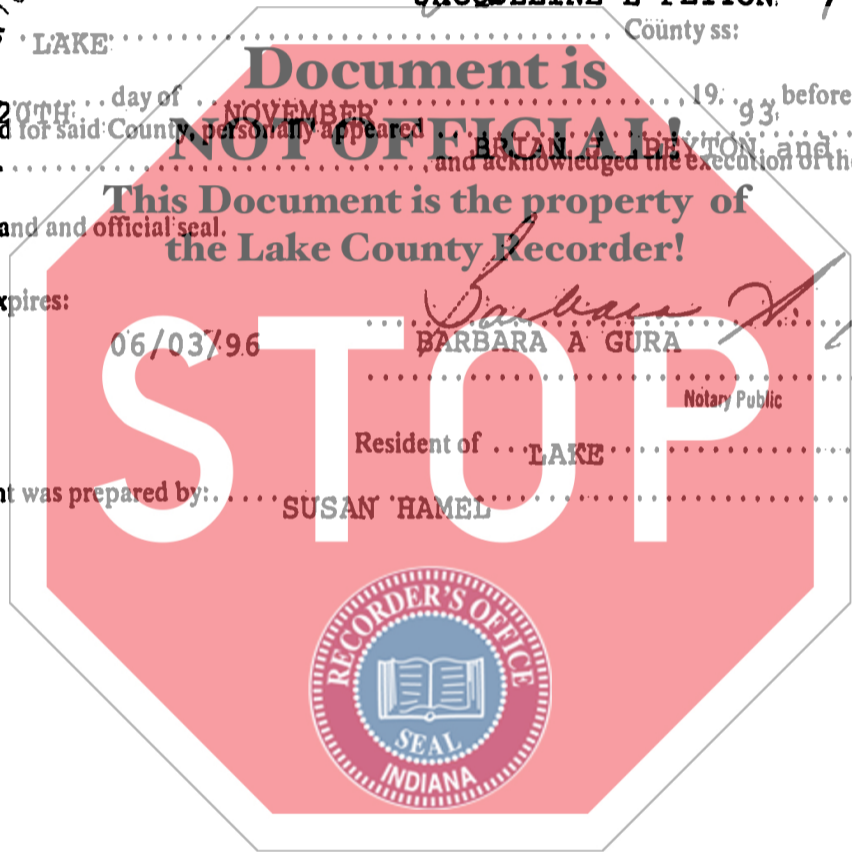 LAKE County ss:
Document is
20TH day of NOVEMBER 19 93, before
NOT OFFICIAL!
d for said County, personally appeared BRIAN and
and acknowledged the execution of the
This Document is the property of
and and official seal.
the Lake County Recorder!
xpires:
06/03/96 BARBARA A GURA
STOP
Notary Public
Resident of LAKE
nt was prepared by: SUSAN HAMEL
RECORDER'S OFFICE
SEAL
INDIANA